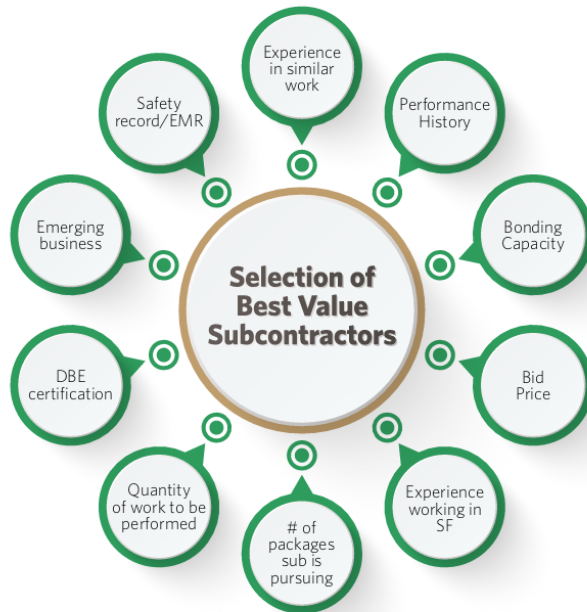 Experience
in similar
work
Performance
History
Bonding
Capacity
Bid
Price
Experience
working in
SF
# of
packages
sub is
pursuing
Quantity
of work to be
performed
DBE
certification
Emerging
business
Safety
record/EMR
Selection of
Best Value
Subcontractors